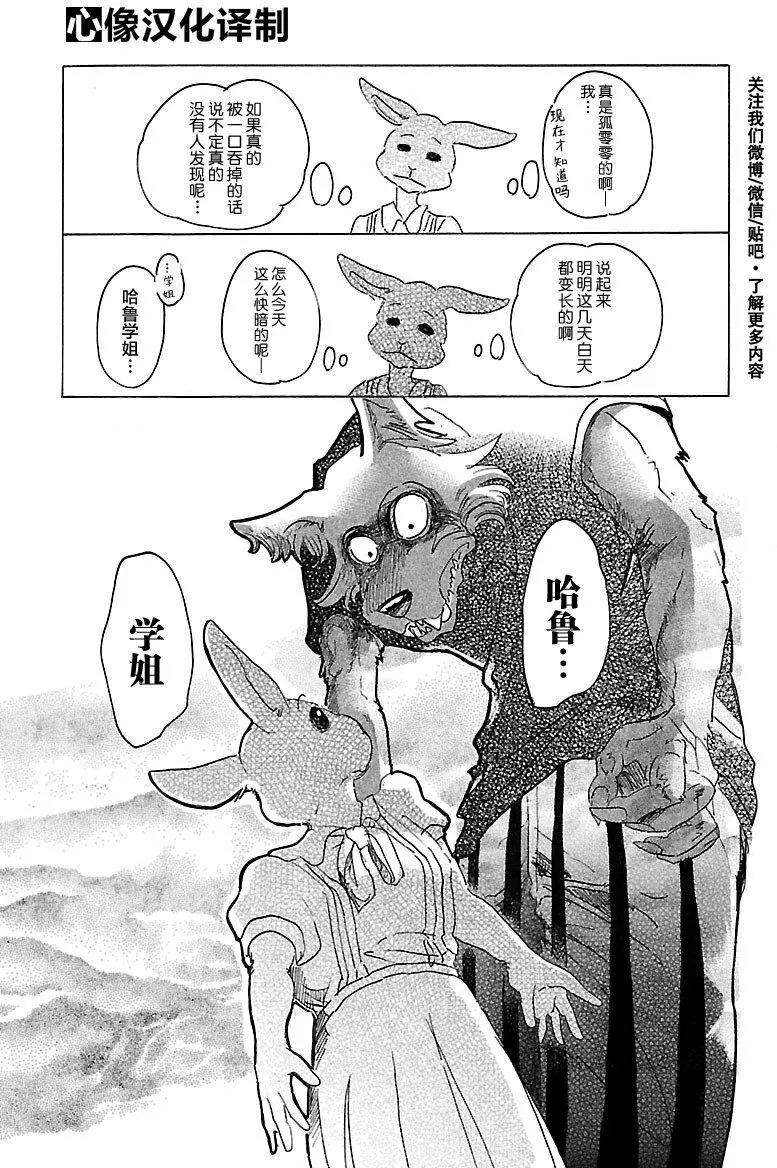 心像汉化译制
真是孤零零的啊—
我…
现在才知道吗
如果真的
被一口吞掉的话
说不定真的
没有人发现呢…
说起来
明明这几天白天
都变长的啊
怎么今天
这么快暗的呢—
…学姐
哈鲁学姐…
哈鲁…
学姐
关注我们微博/微信/贴吧·了解更多内容